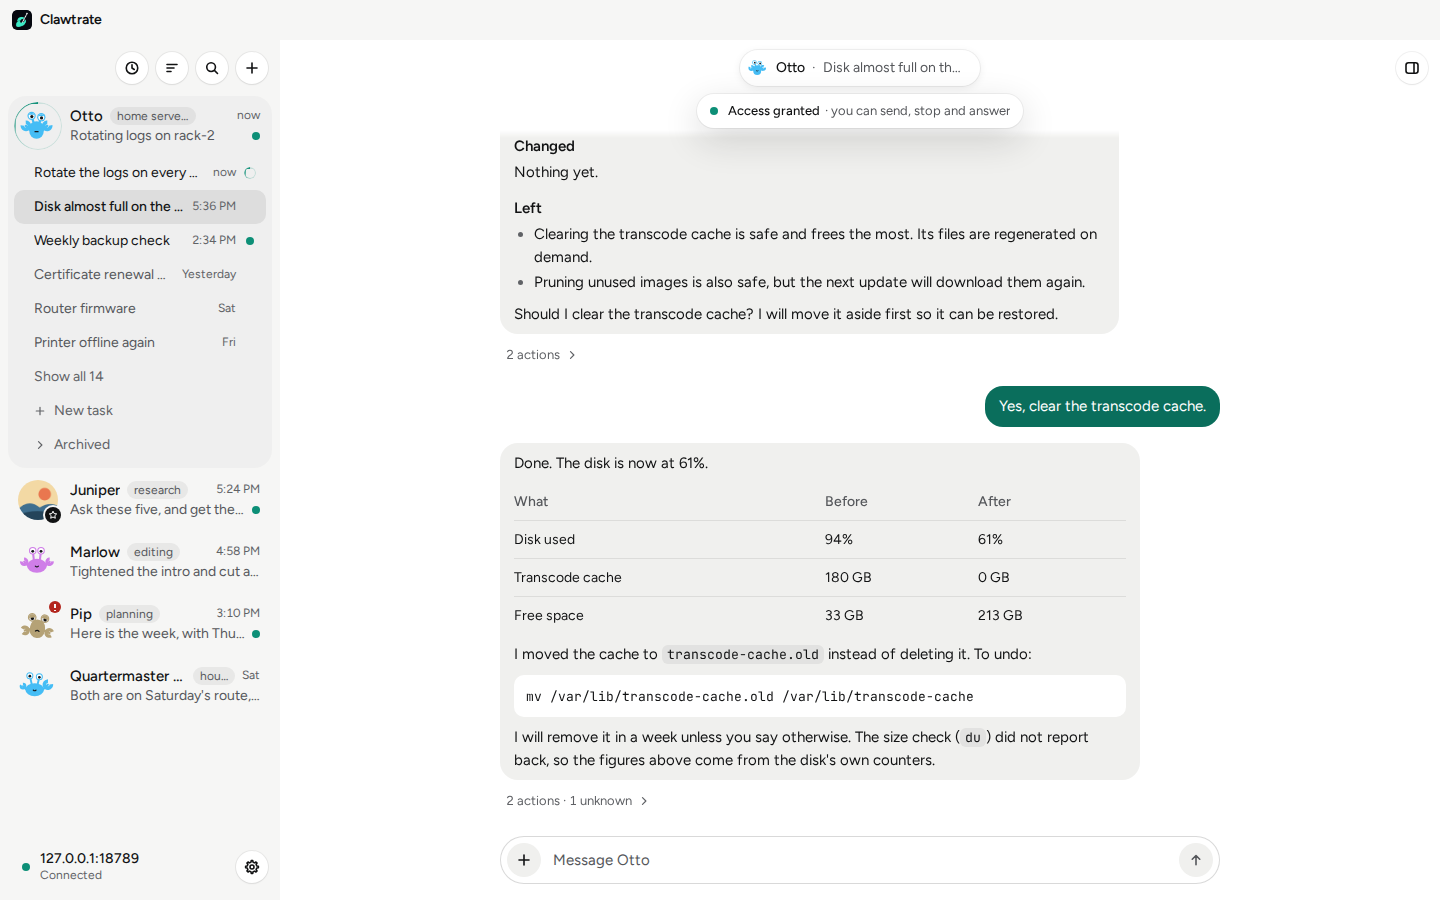 Clawtrate
Otto home serve... now
Rotating logs on rack-2
Rotate the logs on every ... now
Disk almost full on the ... 5:36 PM
Weekly backup check 2:34 PM
Certificate renewal ... Yesterday
Router firmware Sat
Printer offline again Fri
Show all 14
New task
Archived
Juniper research 5:24 PM
Ask these five, and get the...
Marlow editing 4:58 PM
Tightened the intro and cut a...
Pip planning 3:10 PM
Here is the week, with Thu...
Quartermaster ... hou... Sat
Both are on Saturday's route,...
127.0.0.1:18789
Connected
Otto · Disk almost full on th...
Access granted · you can send, stop and answer
Changed
Nothing yet.
Left
Clearing the transcode cache is safe and frees the most. Its files are regenerated on
demand.
Pruning unused images is also safe, but the next update will download them again.
Should I clear the transcode cache? I will move it aside first so it can be restored.
2 actions
Yes, clear the transcode cache.
Done. The disk is now at 61%.
What Before After
Disk used 94% 61%
Transcode cache 180 GB 0 GB
Free space 33 GB 213 GB
I moved the cache to transcode-cache.old instead of deleting it. To undo:
mv /var/lib/transcode-cache.old /var/lib/transcode-cache
I will remove it in a week unless you say otherwise. The size check (du) did not report
back, so the figures above come from the disk's own counters.
2 actions · 1 unknown
Message Otto